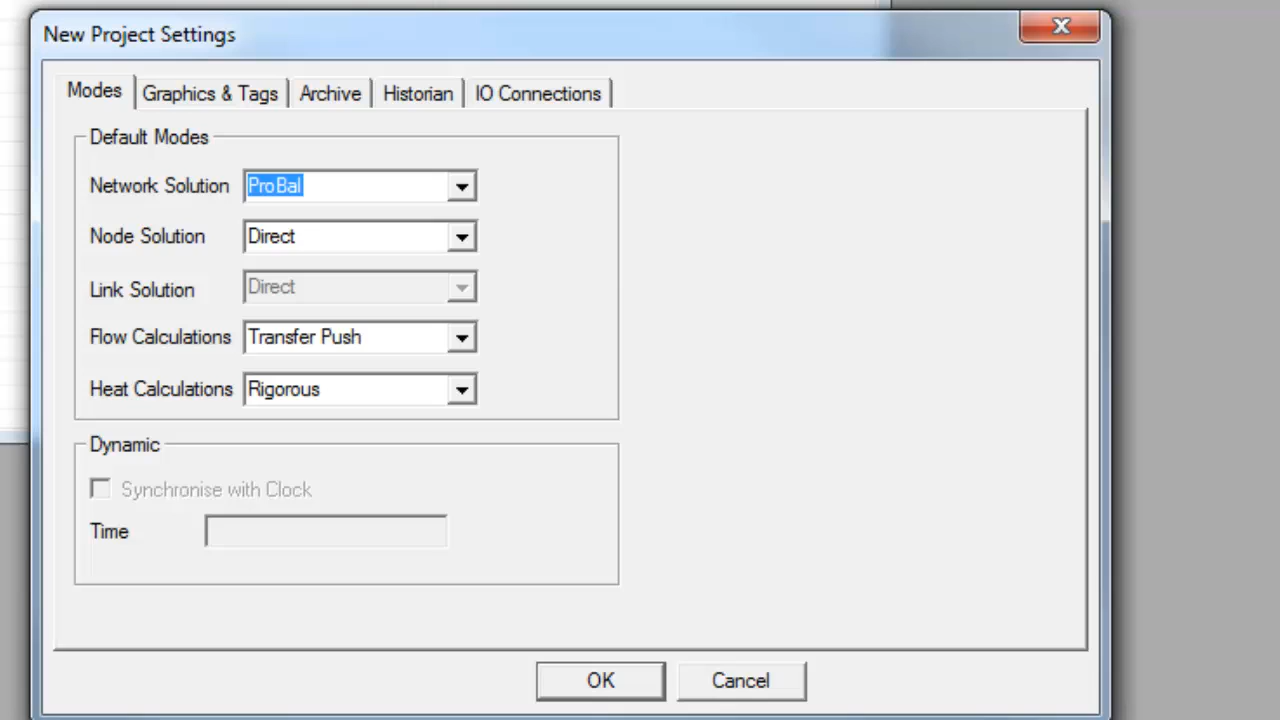 New Project Settings
Modes Graphics & Tags Archive Historian IO Connections
Default Modes
Network Solution ProBal
Node Solution Direct
Link Solution Direct
Flow Calculations Transfer Push
Heat Calculations Rigorous
Dynamic
Synchronise with Clock
Time
OK Cancel